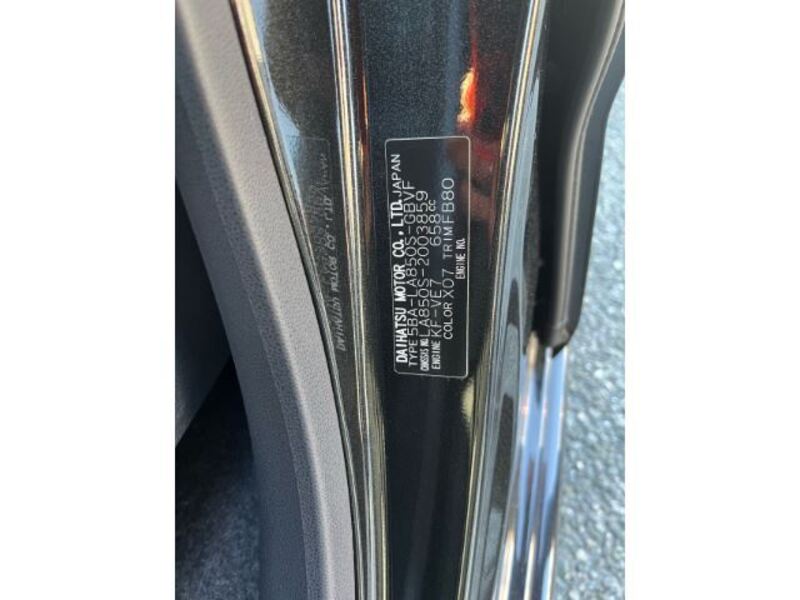 DAIHATSU MOTOR CO., LTD. JAPAN
TYPE 5BA-LA850S-GBVF
CHASSIS NO. LA850S-2003859
ENGINE KF-VE7 658cc
COLOR X07 TRIM FB80
ENGINE NO.